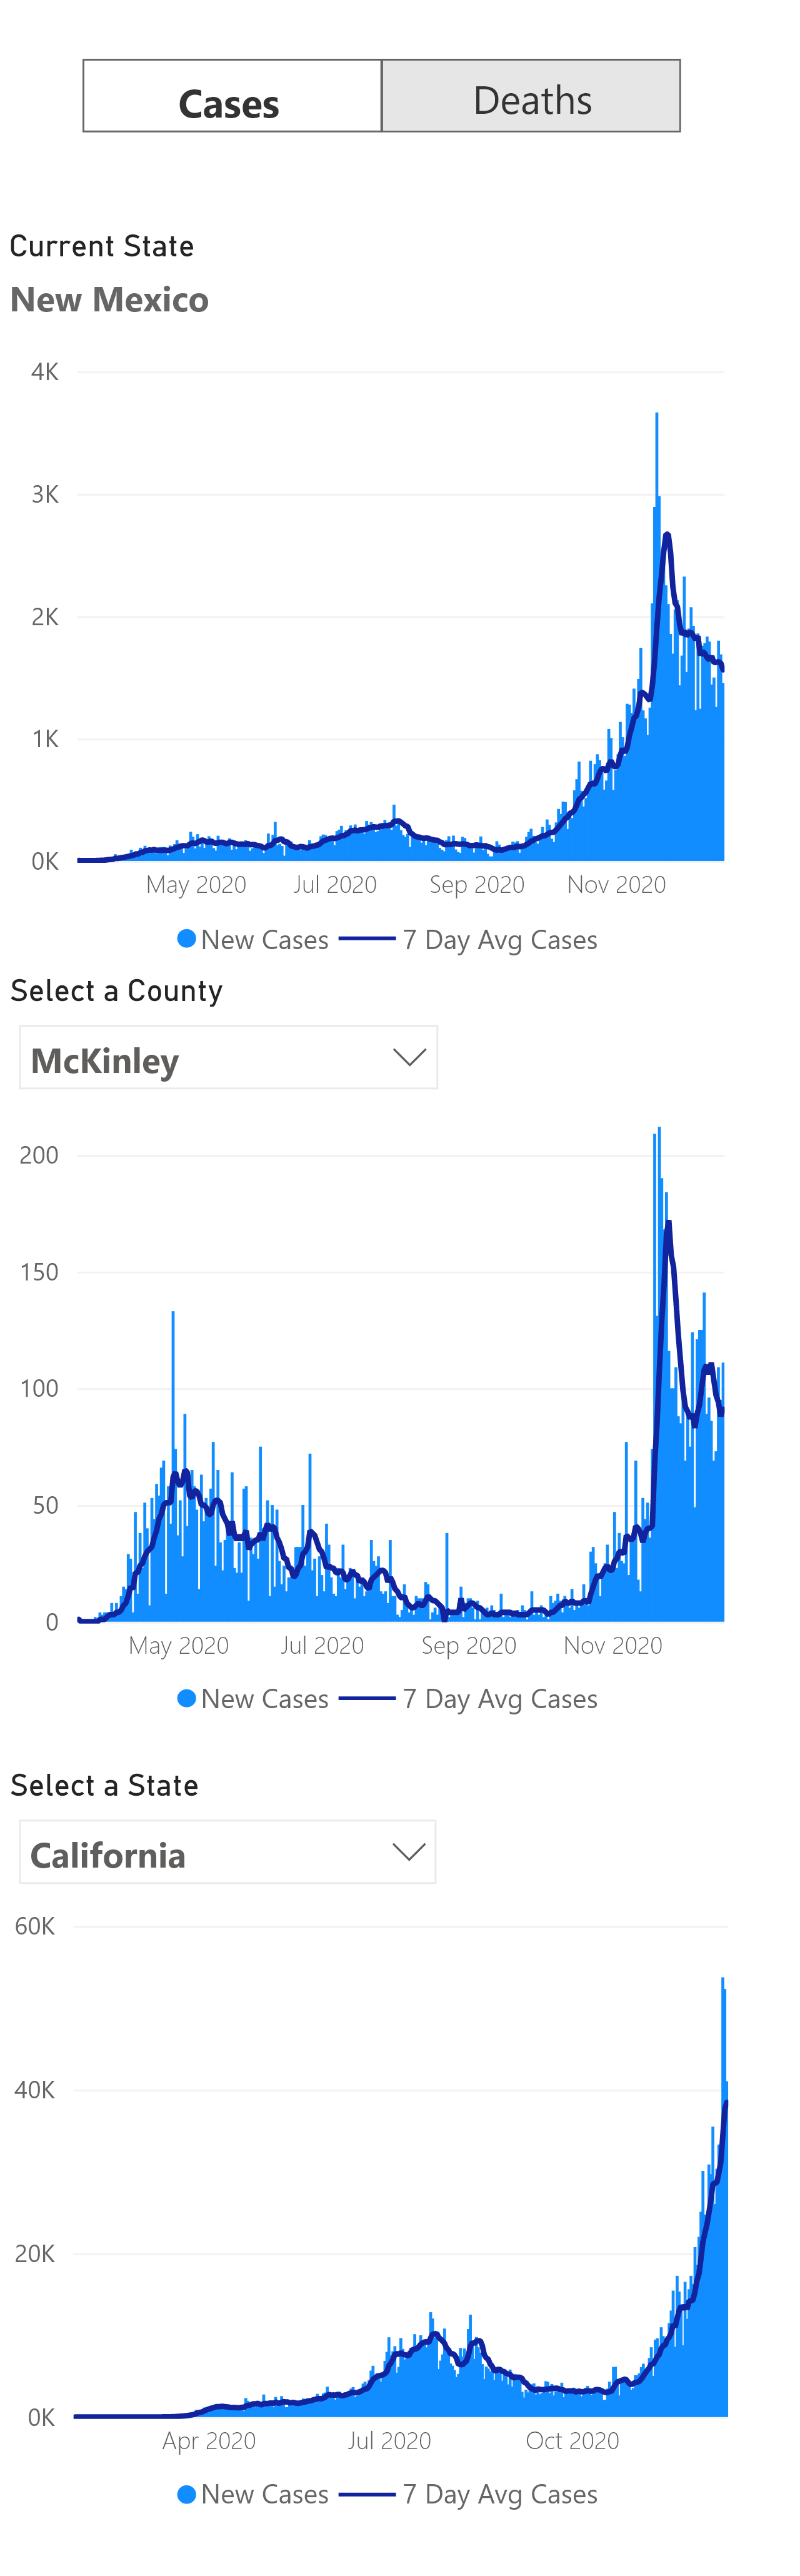 Cases Deaths
Current State
New Mexico
4K
3K
2K
1K
0K
May 2020 Jul 2020 Sep 2020 Nov 2020
New Cases 7 Day Avg Cases
Select a County
McKinley
200
150
100
50
0
May 2020 Jul 2020 Sep 2020 Nov 2020
New Cases 7 Day Avg Cases
Select a State
California
60K
40K
20K
0K
Apr 2020 Jul 2020 Oct 2020
New Cases 7 Day Avg Cases